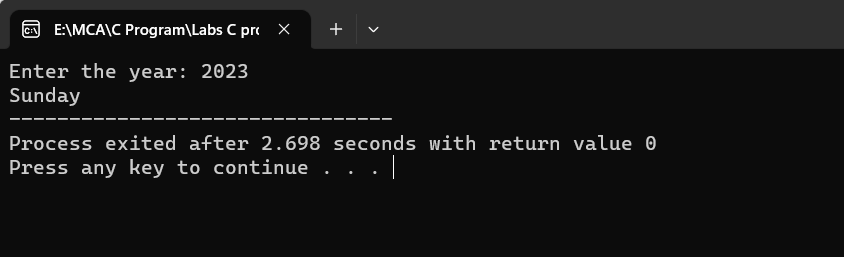 E:\MCA\C Program\Labs C pro
Enter the year: 2023
Sunday
--------------------------------
Process exited after 2.698 seconds with return value 0
Press any key to continue . . .